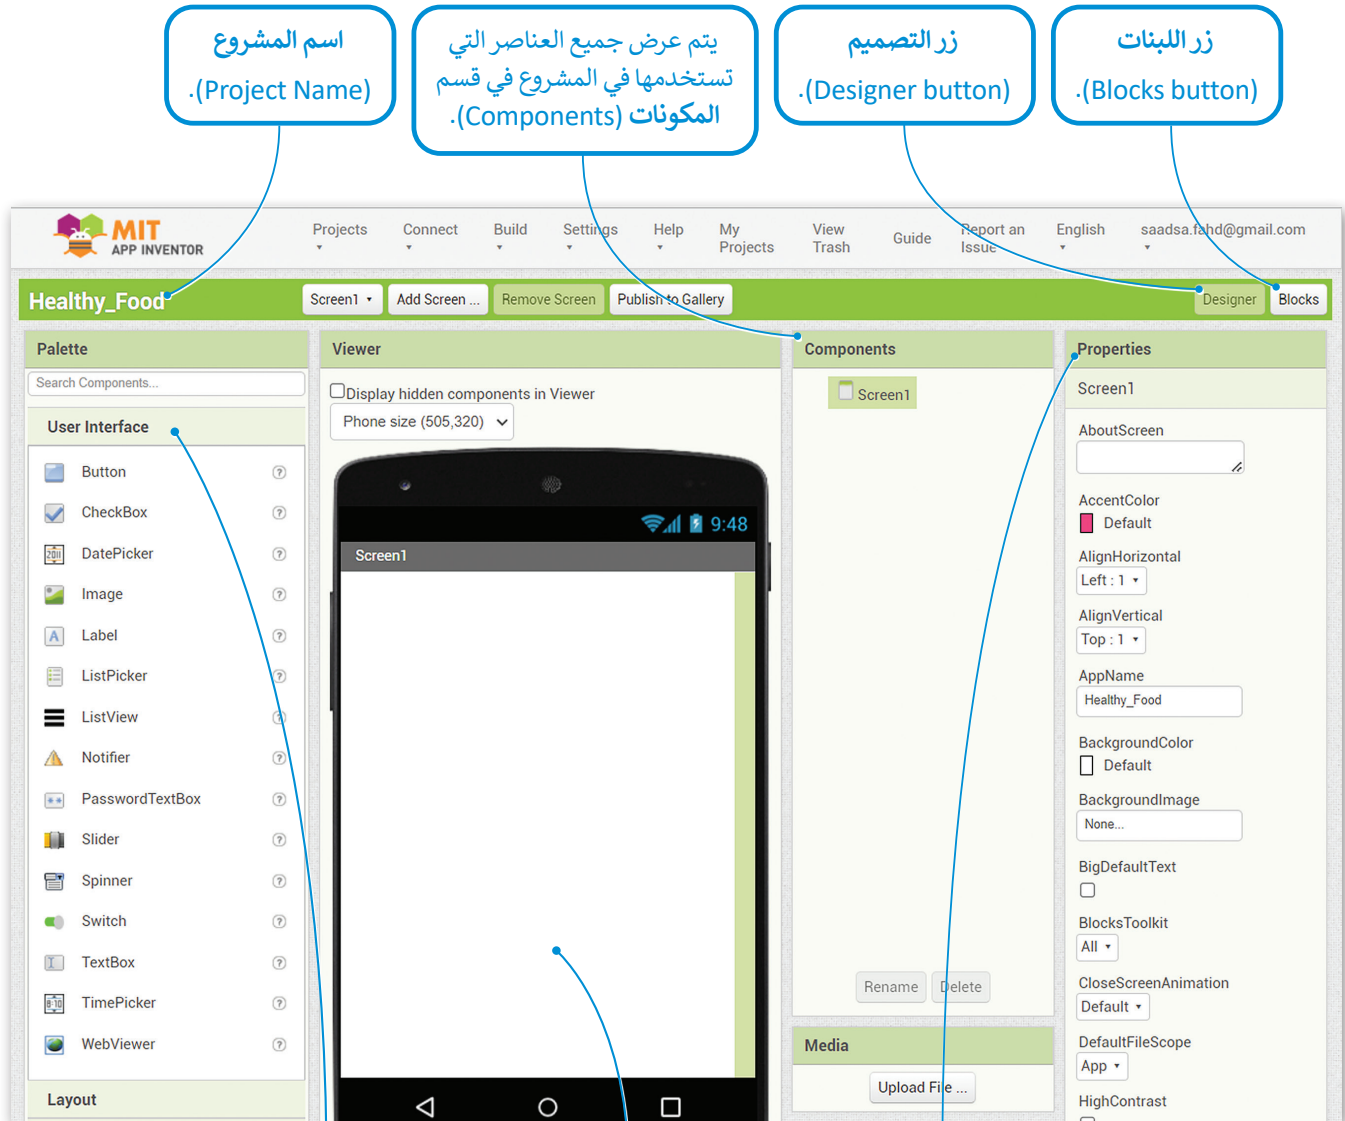 اسم المشروع
(Project Name).
يتم عرض جميع العناصر التي
تستخدمها في المشروع في قسم
المكونات (Components).
زر التصميم
(Designer button).
زر اللبنات
(Blocks button).
MIT
APP INVENTOR
Projects
Connect
Build
Settings
Help
My
Projects
View
Trash
Guide
Report an
Issue
English
saadsa.fahd@gmail.com
Healthy_Food
Screen1
Add Screen ...
Remove Screen
Publish to Gallery
Designer
Blocks
Palette
Search Components...
User Interface
Button
CheckBox
DatePicker
Image
Label
ListPicker
ListView
Notifier
PasswordTextBox
Slider
Spinner
Switch
TextBox
TimePicker
WebViewer
Layout
Viewer
Display hidden components in Viewer
Phone size (505,320)
9:48
Screen1
Components
Screen1
Rename
Delete
Media
Upload File ...
Properties
Screen1
AboutScreen
AccentColor
Default
AlignHorizontal
Left : 1
AlignVertical
Top : 1
AppName
Healthy_Food
BackgroundColor
Default
BackgroundImage
None...
BigDefaultText
BlocksToolkit
All
CloseScreenAnimation
Default
DefaultFileScope
App
HighContrast